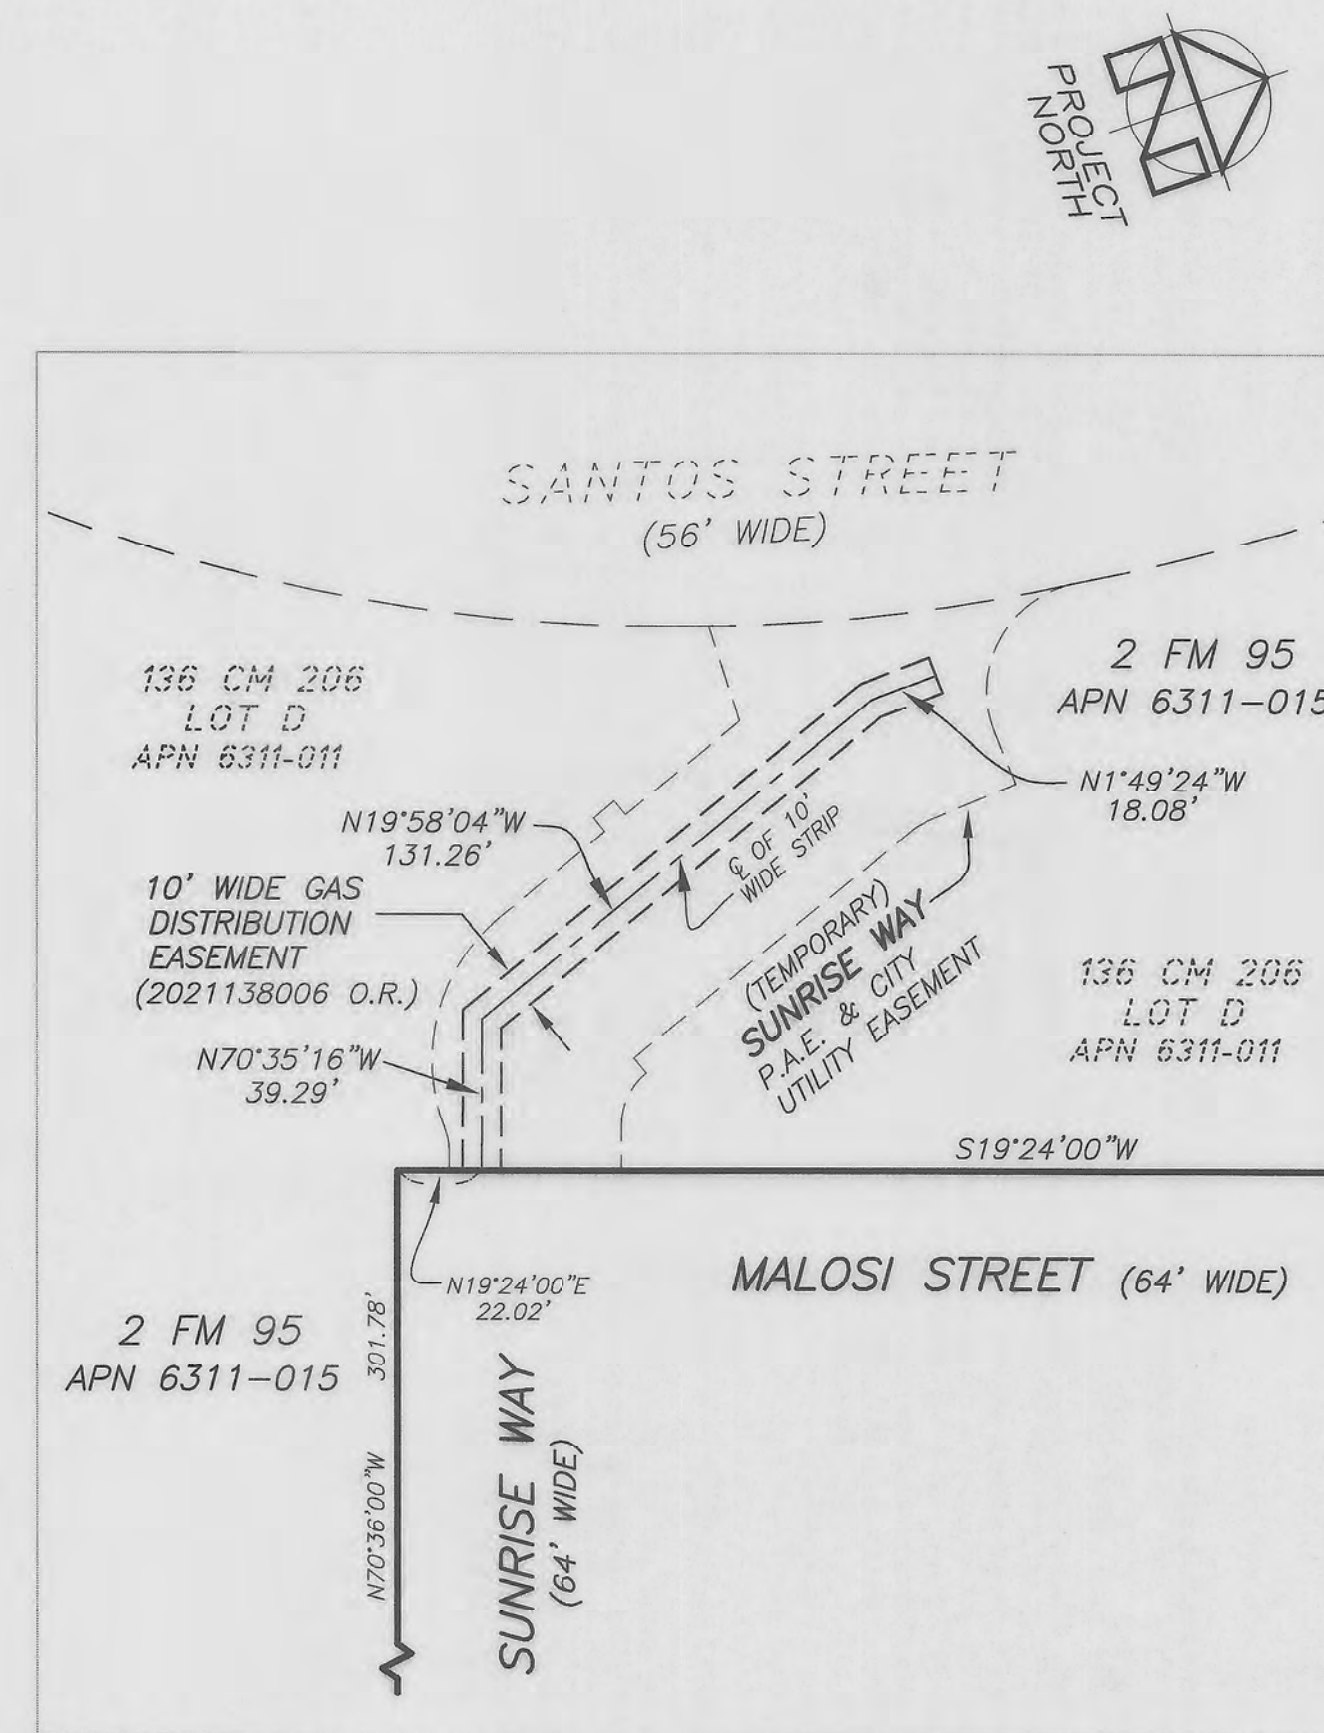 PROJECT
NORTH
SANTOS STREET
(56' WIDE)
136 CM 206
LOT D
APN 6311-011
2 FM 95
APN 6311-015
N1°49'24"W
18.08'
N19°58'04"W
131.26'
℄ OF 10'
WIDE STRIP
10' WIDE GAS
DISTRIBUTION
EASEMENT
(2021138006 O.R.)
(TEMPORARY)
SUNRISE WAY
P.A.E. & CITY
UTILITY EASEMENT
136 CM 206
LOT D
APN 6311-011
N70°35'16"W
39.29'
S19°24'00"W
N19°24'00"E
22.02'
MALOSI STREET (64' WIDE)
2 FM 95
APN 6311-015
N70°36'00"W 301.78'
SUNRISE WAY
(64' WIDE)